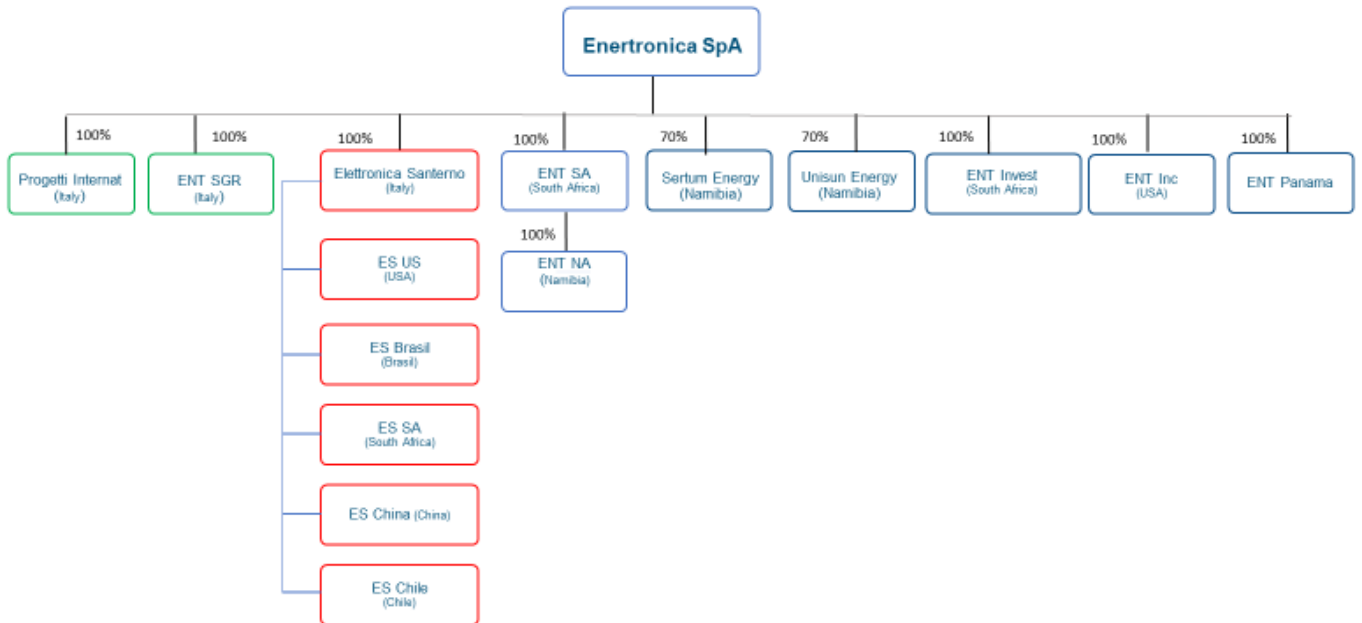 Enertronica SpA
100%
100%
100%
100%
70%
70%
100%
100%
100%
Progetti Internat
(Italy)
ENT SGR
(Italy)
Elettronica Santerno
(Italy)
ENT SA
(South Africa)
Sertum Energy
(Namibia)
Unisun Energy
(Namibia)
ENT Invest
(South Africa)
ENT Inc
(USA)
ENT Panama
100%
ES US
(USA)
ENT NA
(Namibia)
ES Brasil
(Brasil)
ES SA
(South Africa)
ES China (China)
ES Chile
(Chile)